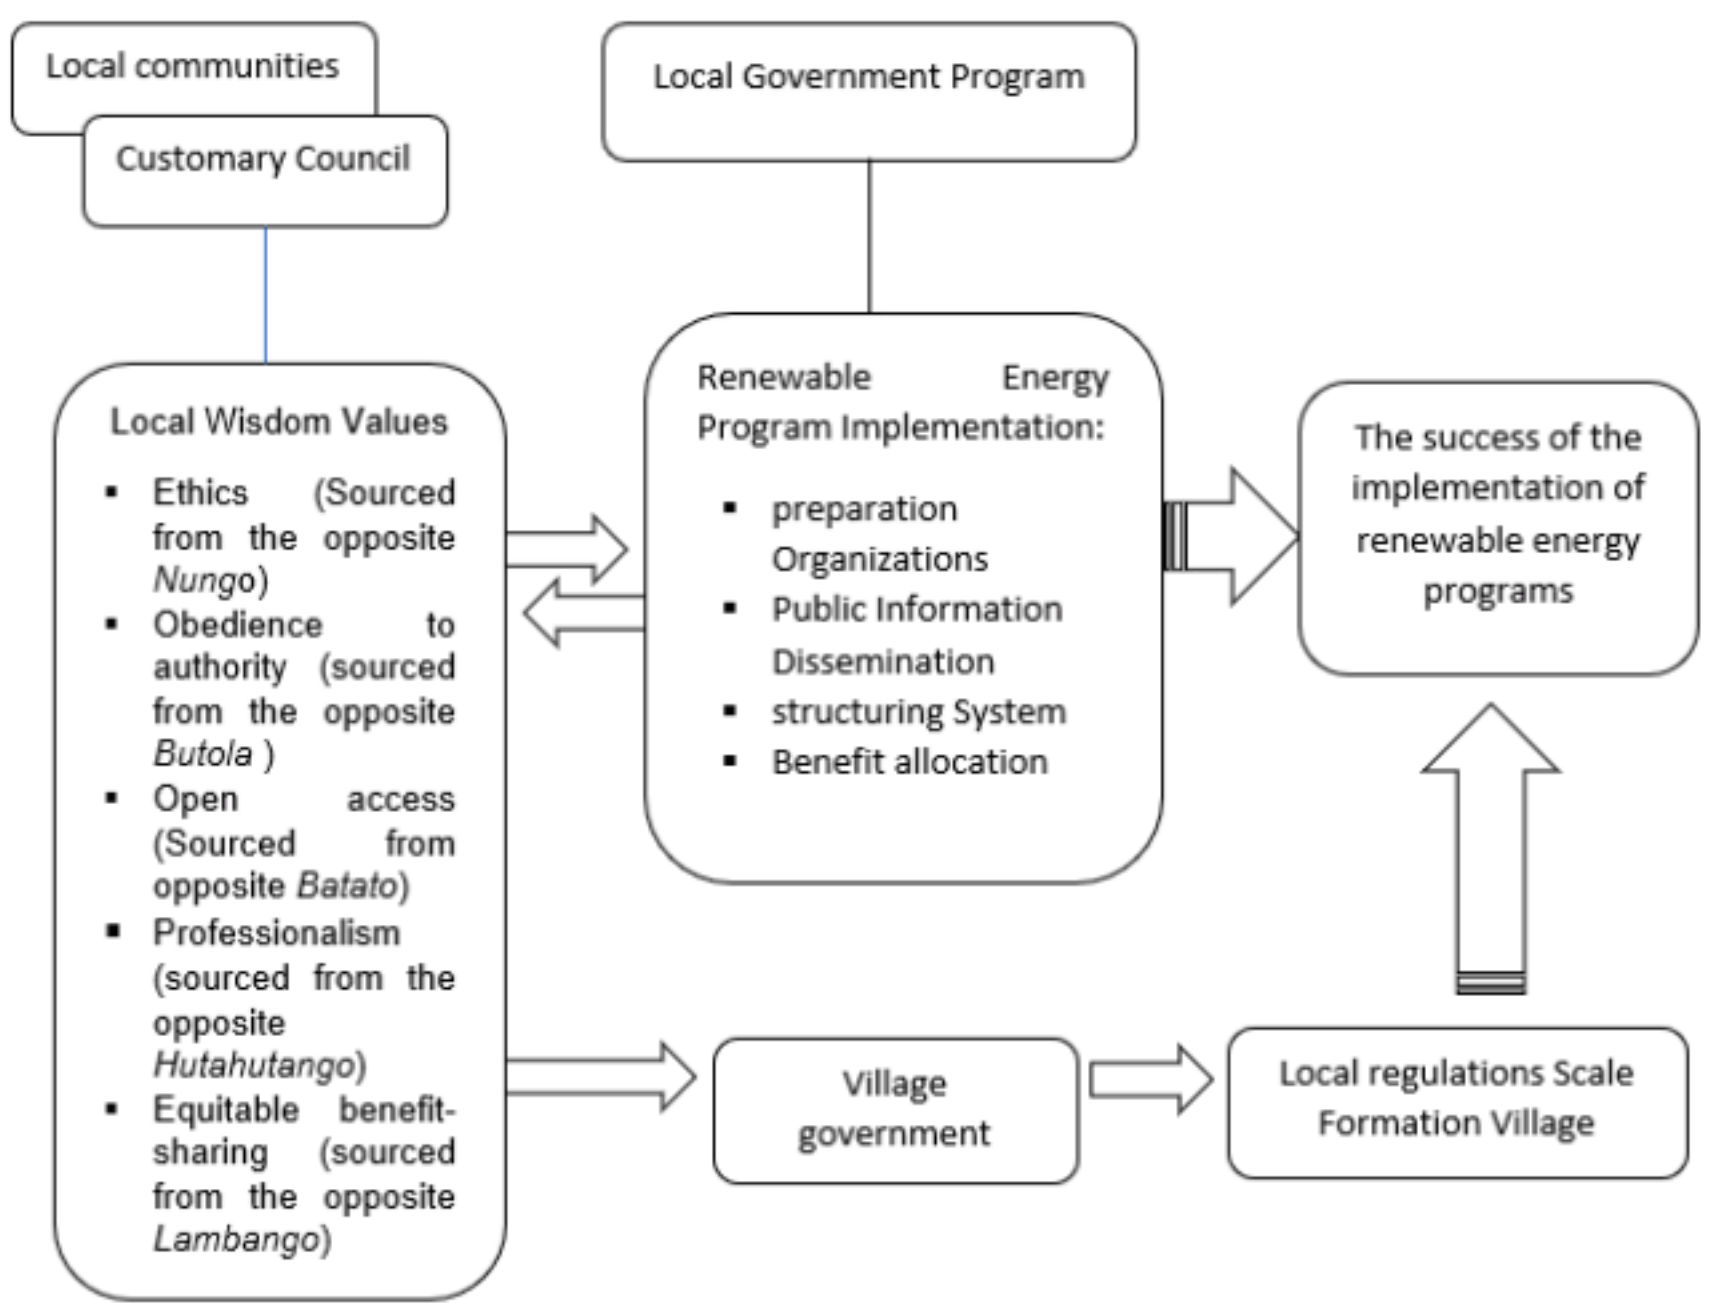 Local communities
Customary Council
Local Government Program
Local Wisdom Values
▪ Ethics (Sourced
from the opposite
Nungo)
▪ Obedience to
authority (sourced
from the opposite
Butola )
▪ Open access
(Sourced from
opposite Batato)
▪ Professionalism
(sourced from the
opposite
Hutahutango)
▪ Equitable benefit-
sharing (sourced
from the opposite
Lambango)
Renewable Energy
Program Implementation:
▪ preparation
Organizations
▪ Public Information
Dissemination
▪ structuring System
▪ Benefit allocation
The success of the
implementation of
renewable energy
programs
Village
government
Local regulations Scale
Formation Village